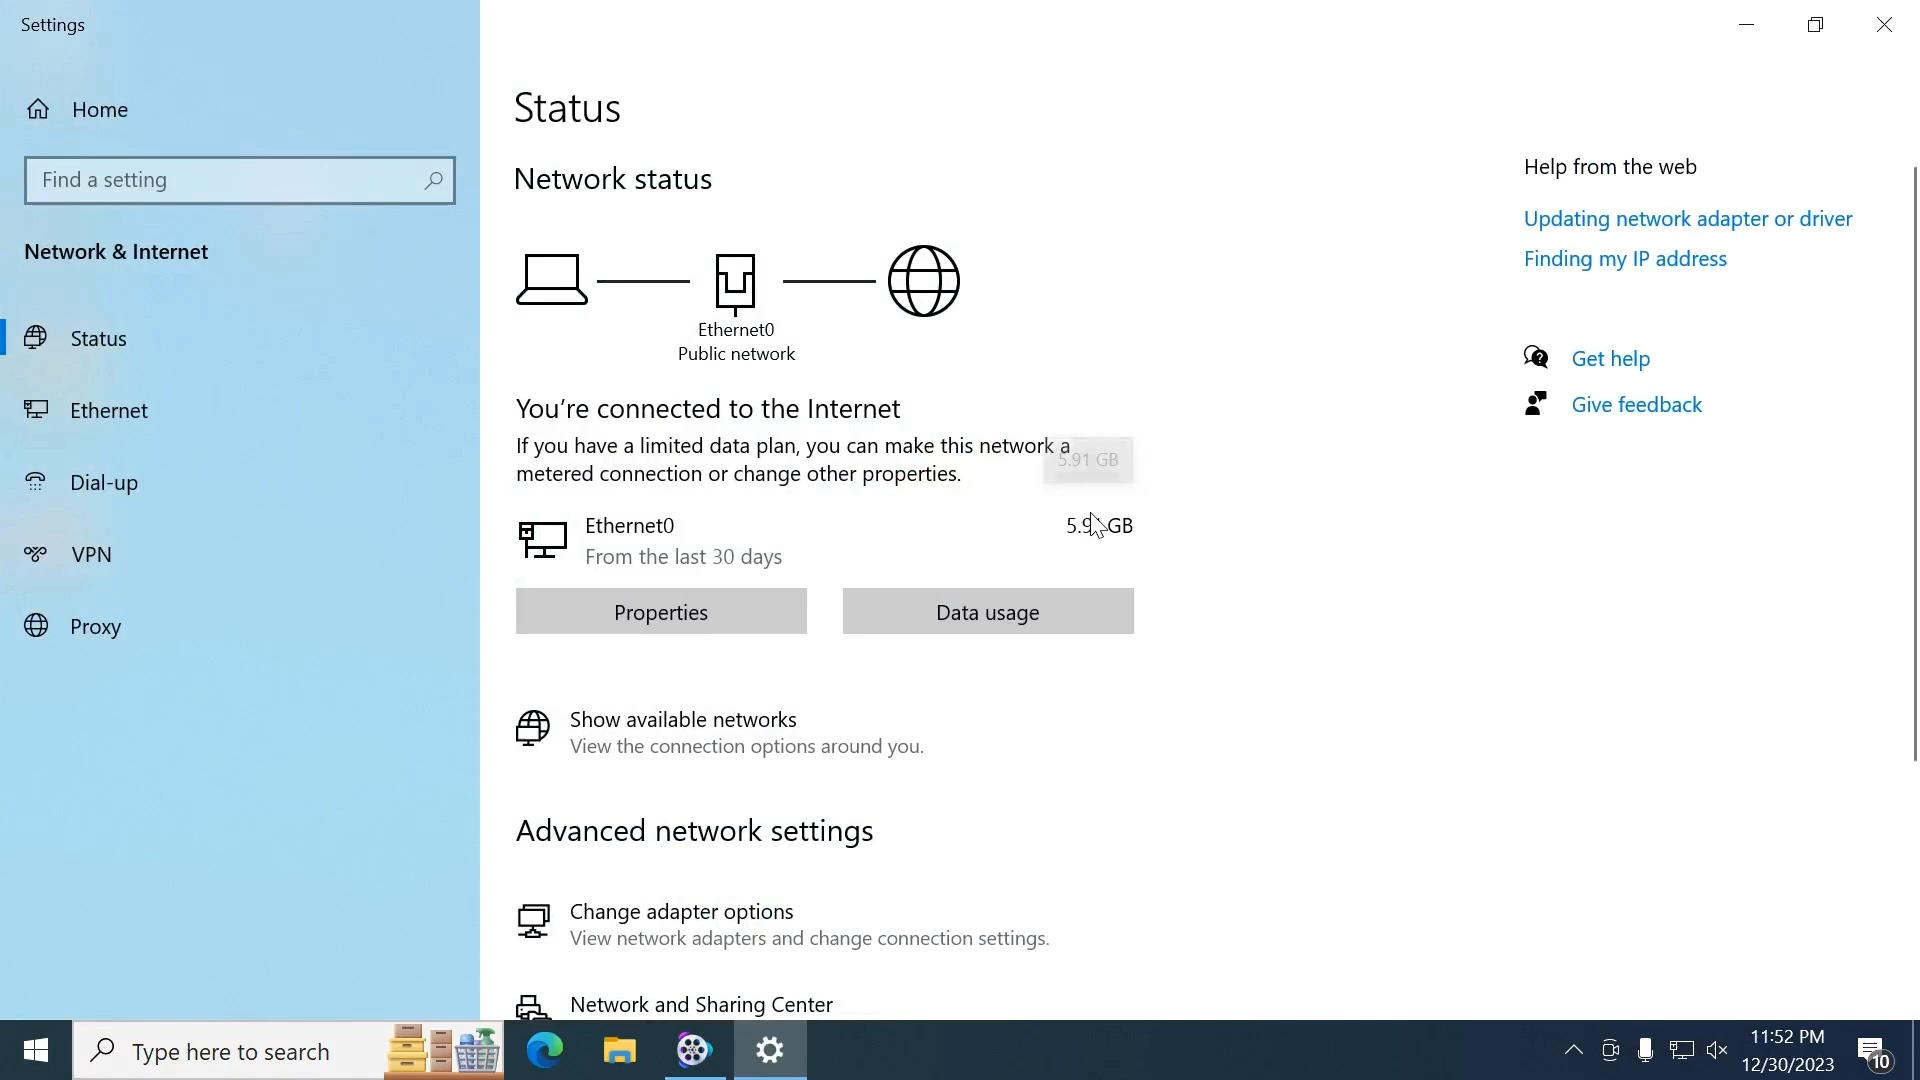 Settings
Home
Find a setting
Network & Internet
Status
Ethernet
Dial-up
VPN
Proxy
Status
Network status
Ethernet0
Public network
You're connected to the Internet
If you have a limited data plan, you can make this network a
metered connection or change other properties.
5.91 GB
Ethernet0
5.91 GB
From the last 30 days
Properties
Data usage
Show available networks
View the connection options around you.
Advanced network settings
Change adapter options
View network adapters and change connection settings.
Network and Sharing Center
Help from the web
Updating network adapter or driver
Finding my IP address
Get help
Give feedback
Type here to search
11:52 PM
12/30/2023
10